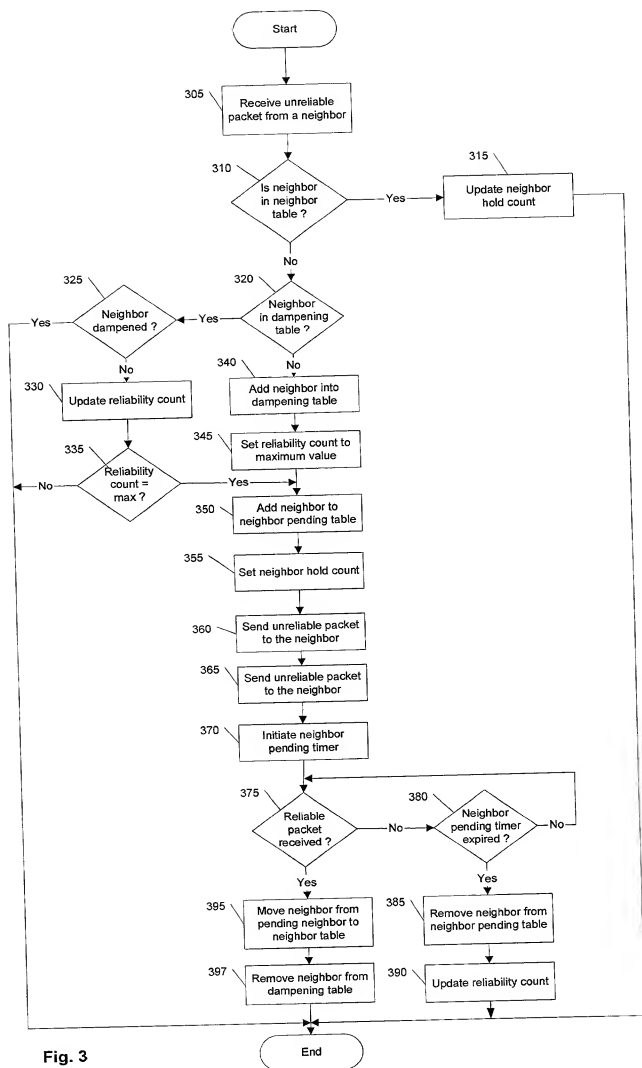 Start
305
Receive unreliable
packet from a neighbor
310
Is neighbor
in neighbor
table ?
Yes
315
Update neighbor
hold count
No
320
Neighbor
in dampening
table ?
Yes
325
Neighbor
dampened ?
Yes
No
330
Update reliability count
335
Reliability
count =
max ?
No
Yes
No
340
Add neighbor into
dampening table
345
Set reliability count to
maximum value
350
Add neighbor to
neighbor pending table
355
Set neighbor hold count
360
Send unreliable packet
to the neighbor
365
Send unreliable packet
to the neighbor
370
Initiate neighbor
pending timer
375
Reliable
packet
received ?
No
380
Neighbor
pending timer
expired ?
No
Yes
Yes
395
Move neighbor from
pending neighbor to
neighbor table
385
Remove neighbor from
neighbor pending table
397
Remove neighbor from
dampening table
390
Update reliability count
End
Fig. 3